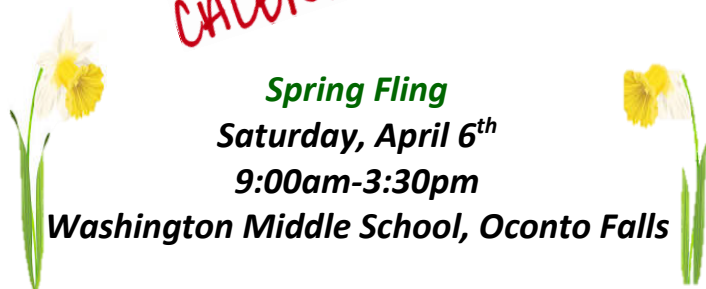 Spring Fling
Saturday, April 6th
9:00am-3:30pm
Washington Middle School, Oconto Falls